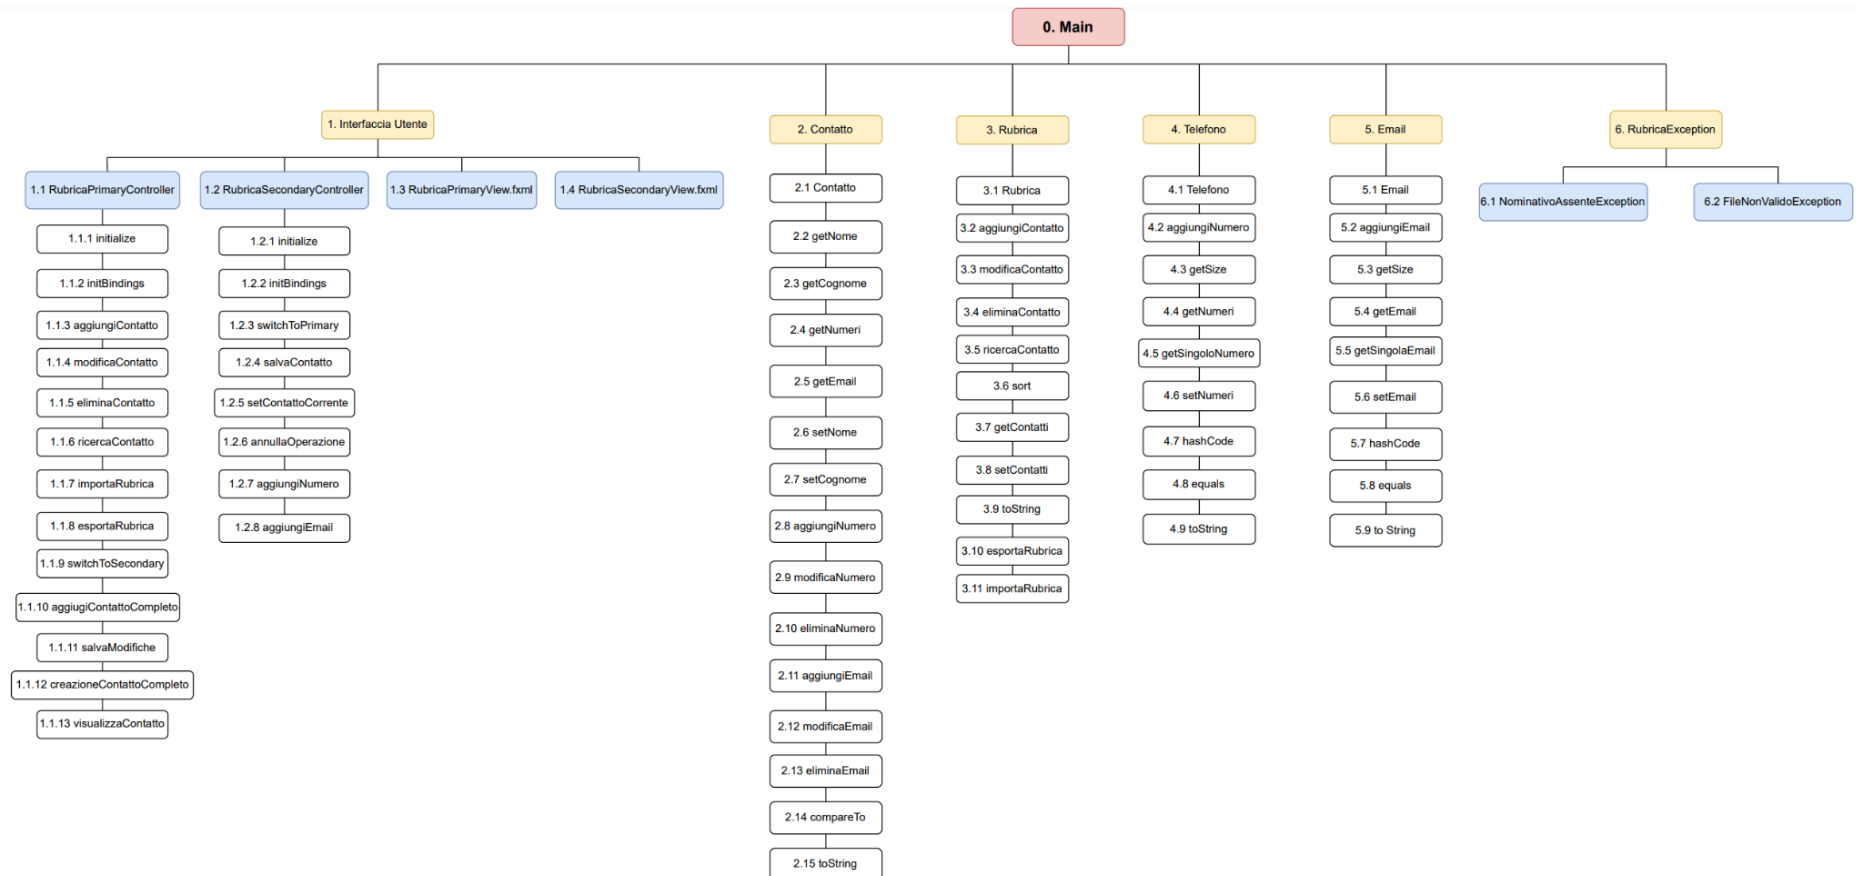 0. Main
1. Interfaccia Utente
2. Contatto
3. Rubrica
4. Telefono
5. Email
6. RubricaException
1.1 RubricaPrimaryController
1.2 RubricaSecondaryController
1.3 RubricaPrimaryView.fxml
1.4 RubricaSecondaryView.fxml
1.1.1 initialize
1.1.2 initBindings
1.1.3 aggiungiContatto
1.1.4 modificaContatto
1.1.5 eliminaContatto
1.1.6 ricercaContatto
1.1.7 importaRubrica
1.1.8 esportaRubrica
1.1.9 switchToSecondary
1.1.10 aggiugiContattoCompleto
1.1.11 salvaModifiche
1.1.12 creazioneContattoCompleto
1.1.13 visualizzaContatto
1.2.1 initialize
1.2.2 initBindings
1.2.3 switchToPrimary
1.2.4 salvaContatto
1.2.5 setContattoCorrente
1.2.6 annullaOperazione
1.2.7 aggiungiNumero
1.2.8 aggiungiEmail
2.1 Contatto
2.2 getNome
2.3 getCognome
2.4 getNumeri
2.5 getEmail
2.6 setNome
2.7 setCognome
2.8 aggiungiNumero
2.9 modificaNumero
2.10 eliminaNumero
2.11 aggiungiEmail
2.12 modificaEmail
2.13 eliminaEmail
2.14 compareTo
2.15 toString
3.1 Rubrica
3.2 aggiungiContatto
3.3 modificaContatto
3.4 eliminaContatto
3.5 ricercaContatto
3.6 sort
3.7 getContatti
3.8 setContatti
3.9 toString
3.10 esportaRubrica
3.11 importaRubrica
4.1 Telefono
4.2 aggiungiNumero
4.3 getSize
4.4 getNumeri
4.5 getSingoloNumero
4.6 setNumeri
4.7 hashCode
4.8 equals
4.9 toString
5.1 Email
5.2 aggiungiEmail
5.3 getSize
5.4 getEmail
5.5 getSingolaEmail
5.6 setEmail
5.7 hashCode
5.8 equals
5.9 to String
6.1 NominativoAssenteException
6.2 FileNonValidoException